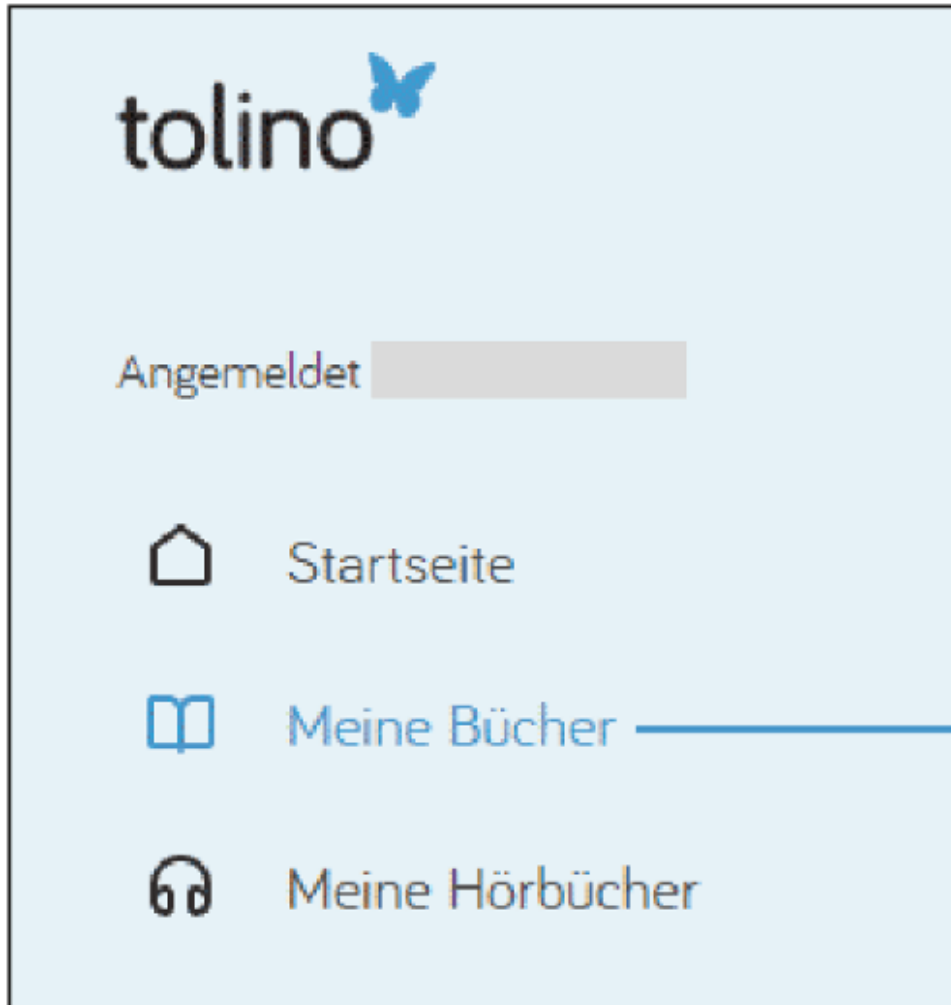 tolino
Angemeldet
Startseite
Meine Bücher
Meine Hörbücher